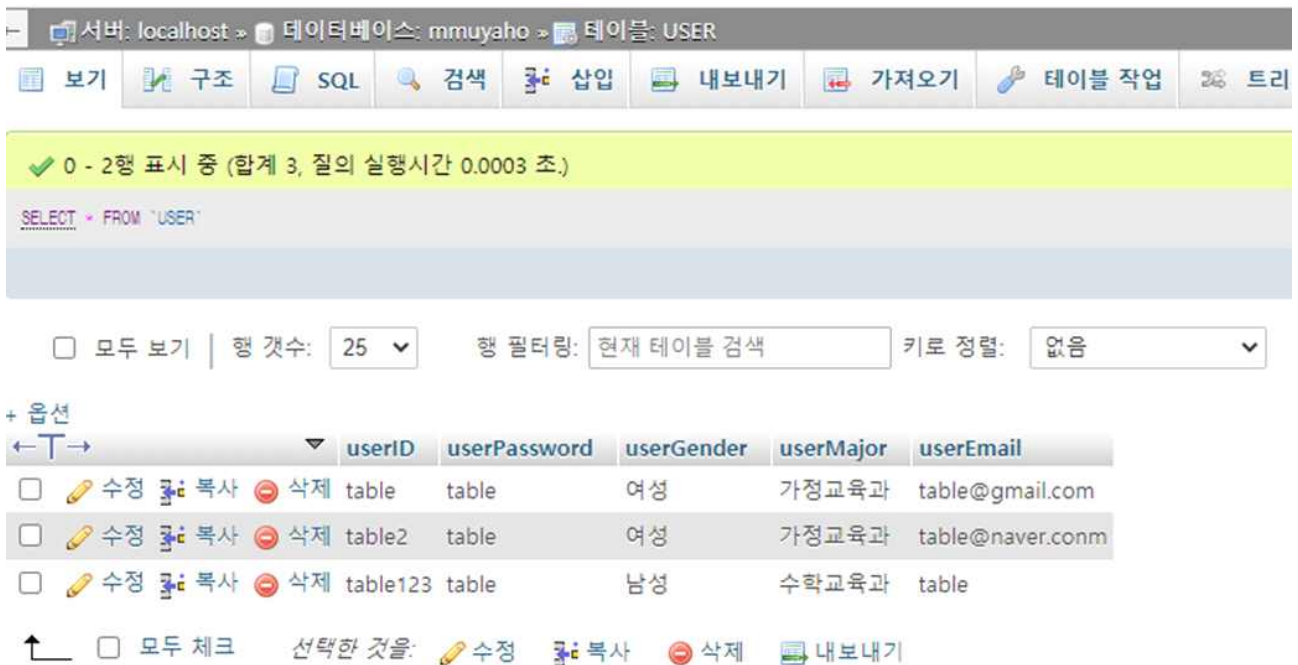 서버: localhost » 데이터베이스: mmuyaho » 테이블: USER
보기 구조 SQL 검색 삽입 내보내기 가져오기 테이블 작업 트리
0 - 2행 표시 중 (합계 3, 질의 실행시간 0.0003 초.)
SELECT * FROM `USER`
모두 보기 | 행 갯수: 25 행 필터링: 현재 테이블 검색 키로 정렬: 없음
+ 옵션
←T→ userID userPassword userGender userMajor userEmail
수정 복사 삭제 table table 여성 가정교육과 table@gmail.com
수정 복사 삭제 table2 table 여성 가정교육과 table@naver.conm
수정 복사 삭제 table123 table 남성 수학교육과 table
모두 체크 선택한 것을: 수정 복사 삭제 내보내기